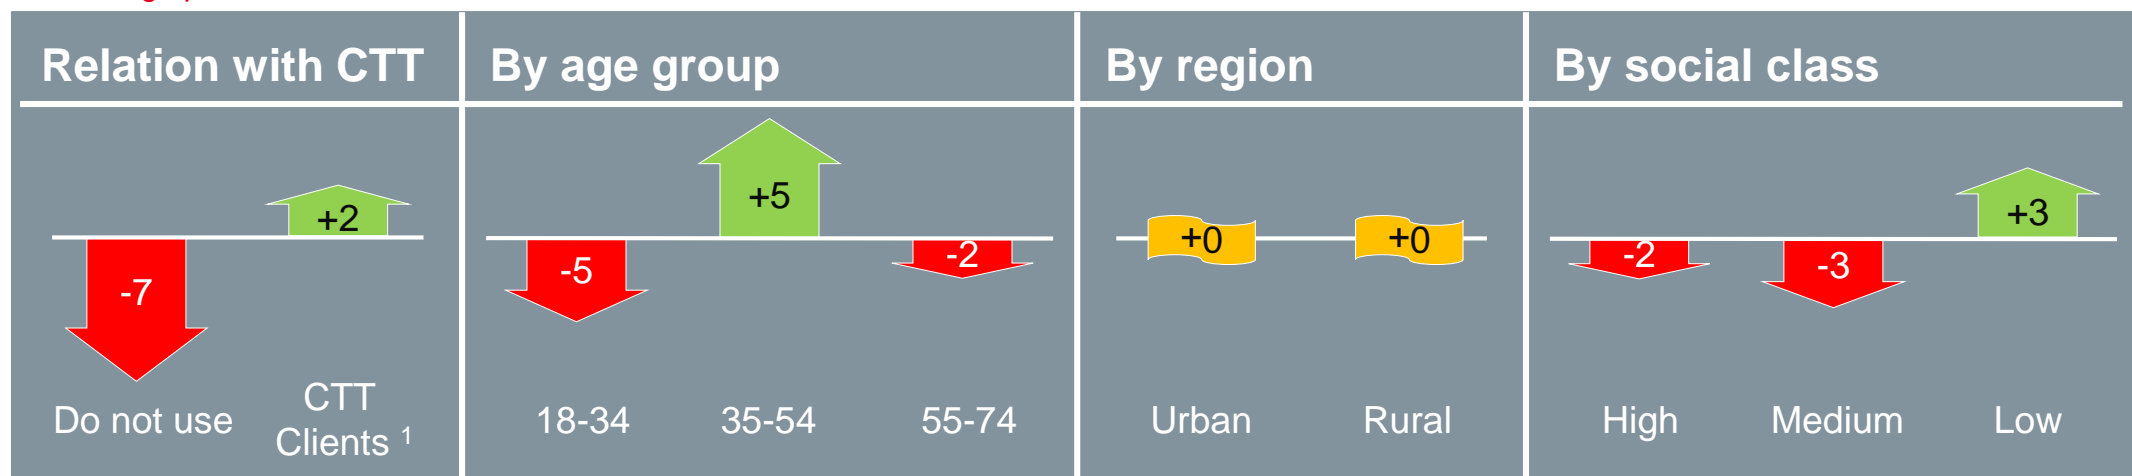 Relation with CTT
By age group
By region
By social class
-7
+2
-5
+5
-2
+0
+0
-2
-3
+3
Do not use
CTT
Clients 1
18-34
35-54
55-74
Urban
Rural
High
Medium
Low